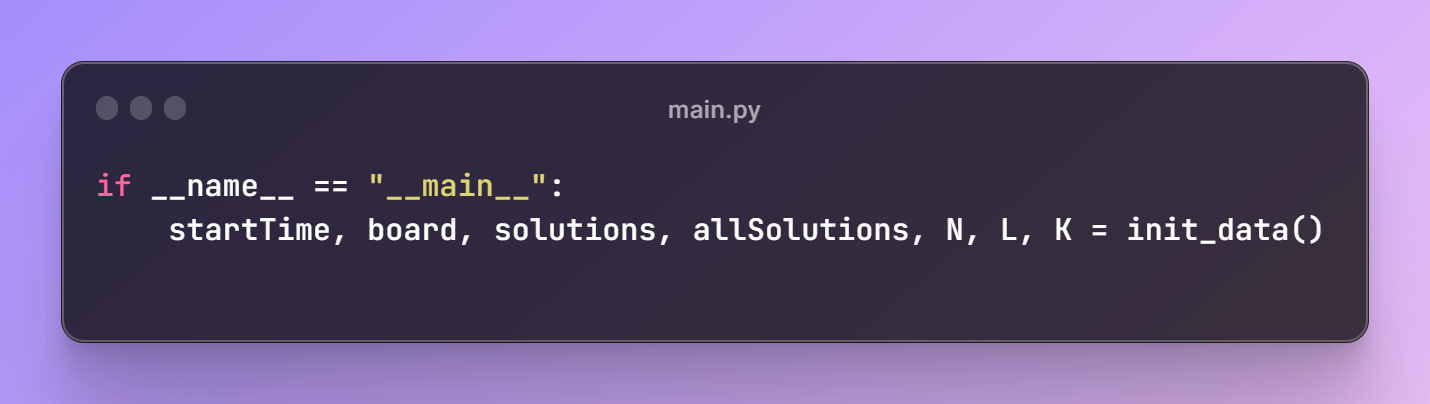 main.py
if __name__ == "__main__":
    startTime, board, solutions, allSolutions, N, L, K = init_data()